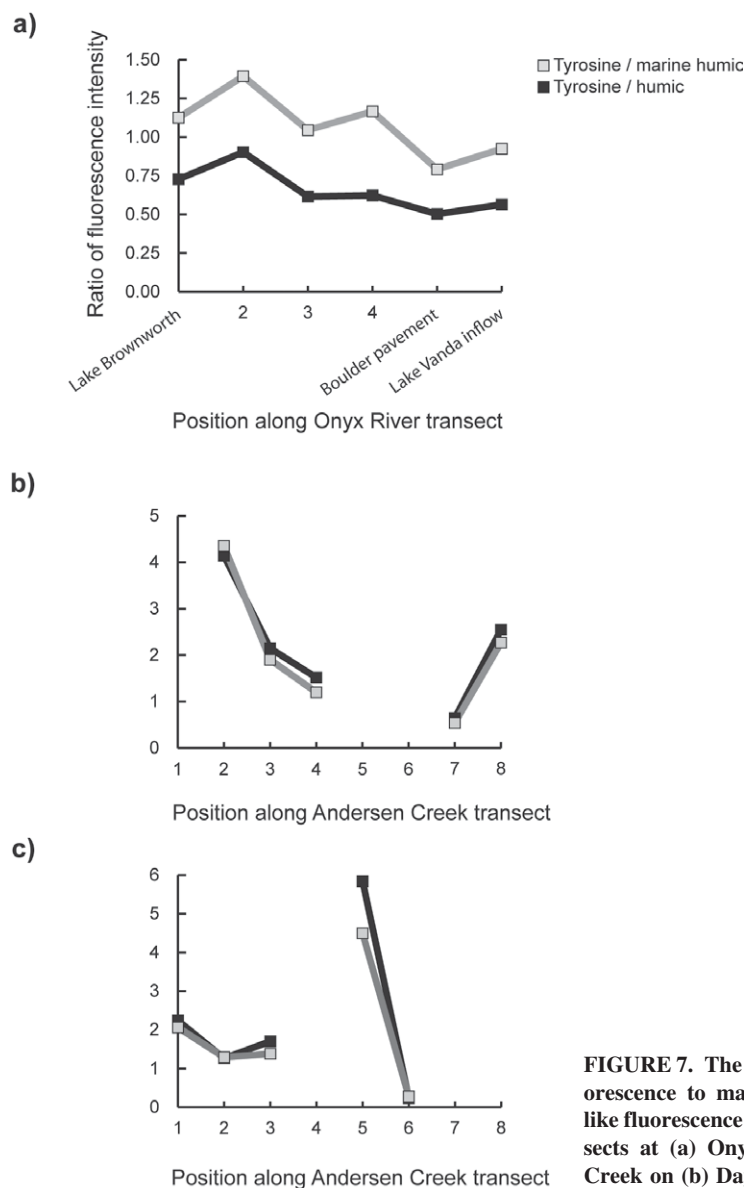 a)
Ratio of fluorescence intensity
1.50
1.25
1.00
0.75
0.50
0.25
0.00
Lake Brownworth
2
3
4
Boulder pavement
Lake Vanda inflow
Position along Onyx River transect
Tyrosine / marine humic
Tyrosine / humic
b)
5
4
3
2
1
0
1 2 3 4 5 6 7 8
Position along Andersen Creek transect
c)
6
5
4
3
2
1
0
1 2 3 4 5 6 7 8
Position along Andersen Creek transect
FIGURE 7. The
orescence to ma
like fluorescence
sects at (a) Ony
Creek on (b) Da